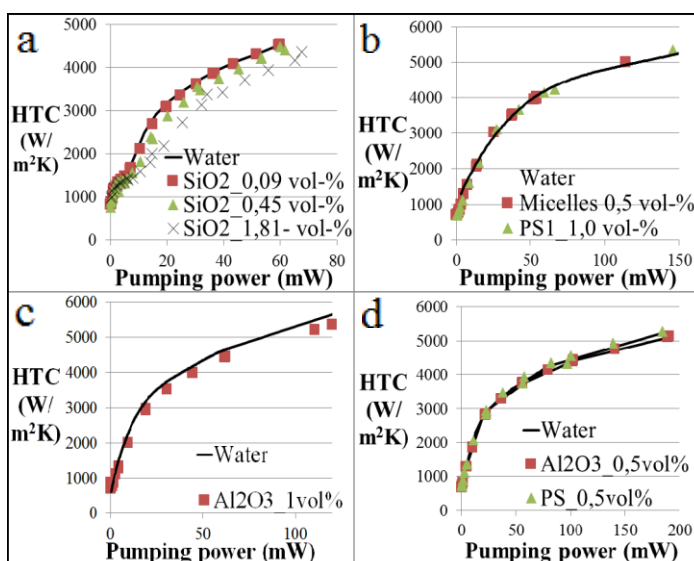 a
5000
4000
3000
2000
1000
0
HTC
(W/
m²K)
Water
SiO2_0,09 vol-%
SiO2_0,45 vol-%
SiO2_1,81- vol-%
0 20 40 60 80
Pumping power (mW)
b
6000
5000
4000
3000
2000
1000
0
HTC
(W/
m²K)
Water
Micelles 0,5 vol-%
PS1_1,0 vol-%
0 50 100 150
Pumping power (mW)
c
6000
5000
4000
3000
2000
1000
0
HTC
(W/
m²K)
Water
Al2O3_1vol%
0 50 100
Pumping power (mW)
d
6000
5000
4000
3000
2000
1000
0
HTC
(W/
m²K)
Water
Al2O3_0,5vol%
PS_0,5vol%
0 50 100 150 200
Pumping power (mW)